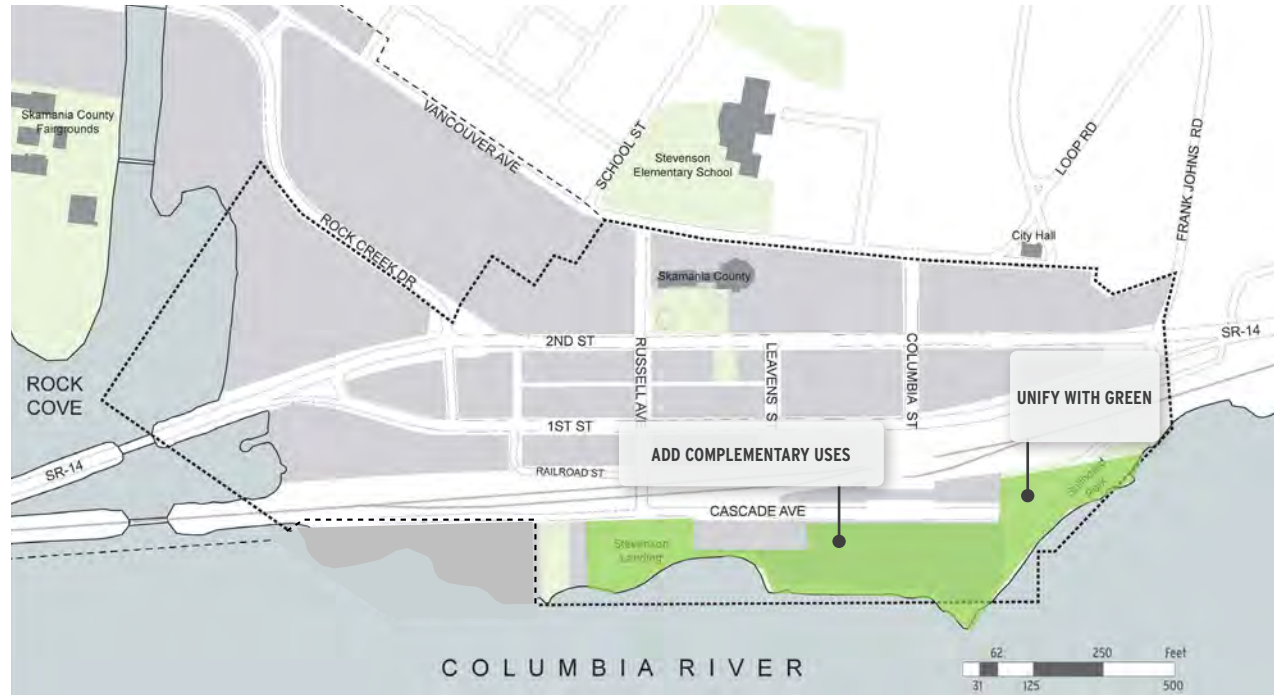 Skamania County
Fairgrounds
VANCOUVER AVE
SCHOOL ST
Stevenson
Elementary School
LOOP RD
FRANK JOHNS RD
City Hall
ROCK CREEK DR
Skamania County
SR-14
2ND ST
RUSSELL AVE
LEAVENS S
COLUMBIA ST
ROCK
COVE
UNIFY WITH GREEN
1ST ST
ADD COMPLEMENTARY USES
SR-14
RAILROAD ST
CASCADE AVE
Stevenson
Landing
Park
COLUMBIA RIVER
62 250 Feet
31 125 500